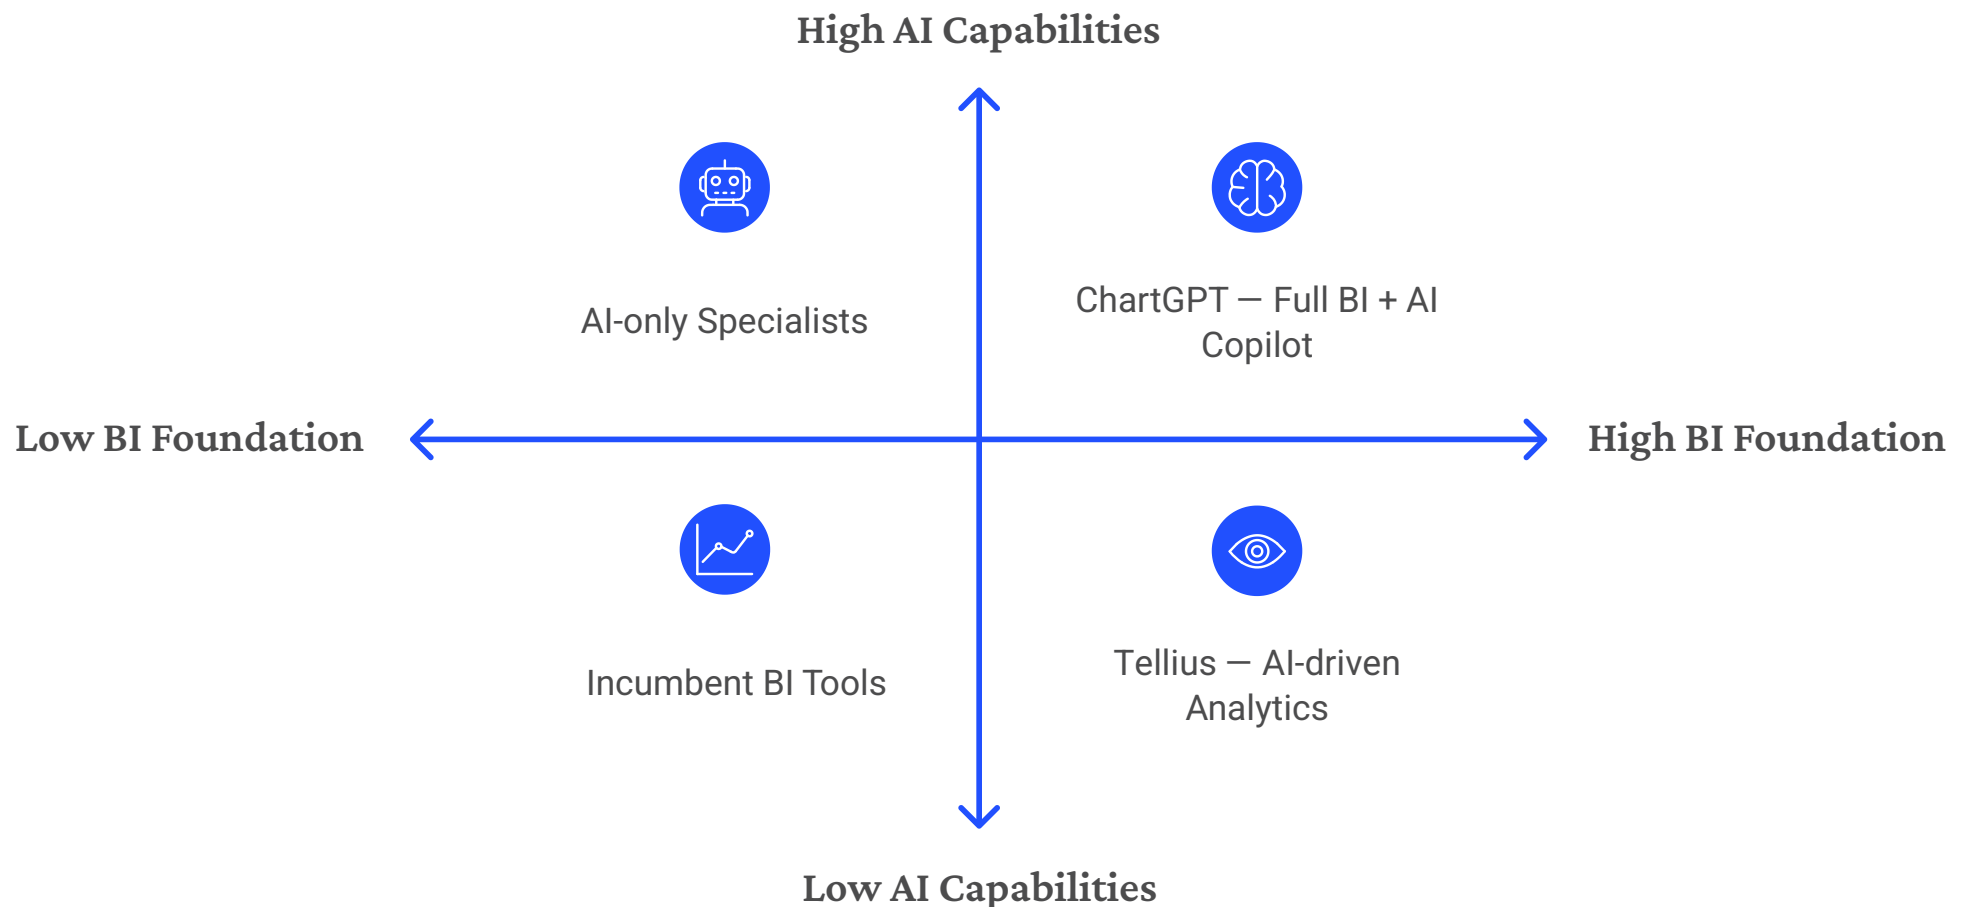 High AI Capabilities
AI-only Specialists
ChartGPT — Full BI + AI
Copilot
Low BI Foundation
High BI Foundation
Incumbent BI Tools
Tellius — AI-driven
Analytics
Low AI Capabilities